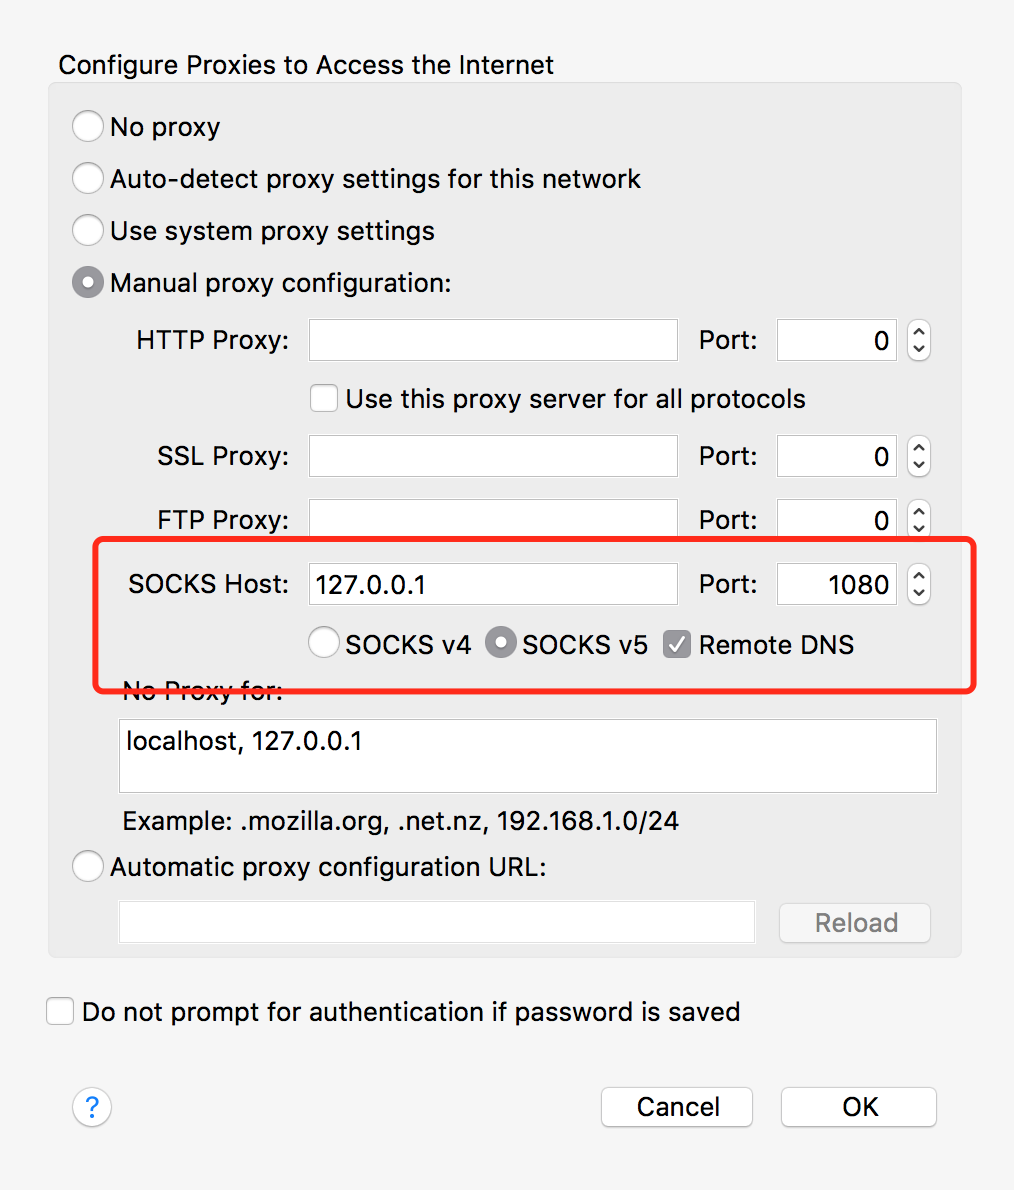 Configure Proxies to Access the Internet
No proxy
Auto-detect proxy settings for this network
Use system proxy settings
Manual proxy configuration:
HTTP Proxy: Port: 0
Use this proxy server for all protocols
SSL Proxy: Port: 0
FTP Proxy: Port: 0
SOCKS Host: 127.0.0.1 Port: 1080
SOCKS v4 SOCKS v5 Remote DNS
No Proxy for:
localhost, 127.0.0.1
Example: .mozilla.org, .net.nz, 192.168.1.0/24
Automatic proxy configuration URL:
Reload
Do not prompt for authentication if password is saved
? Cancel OK